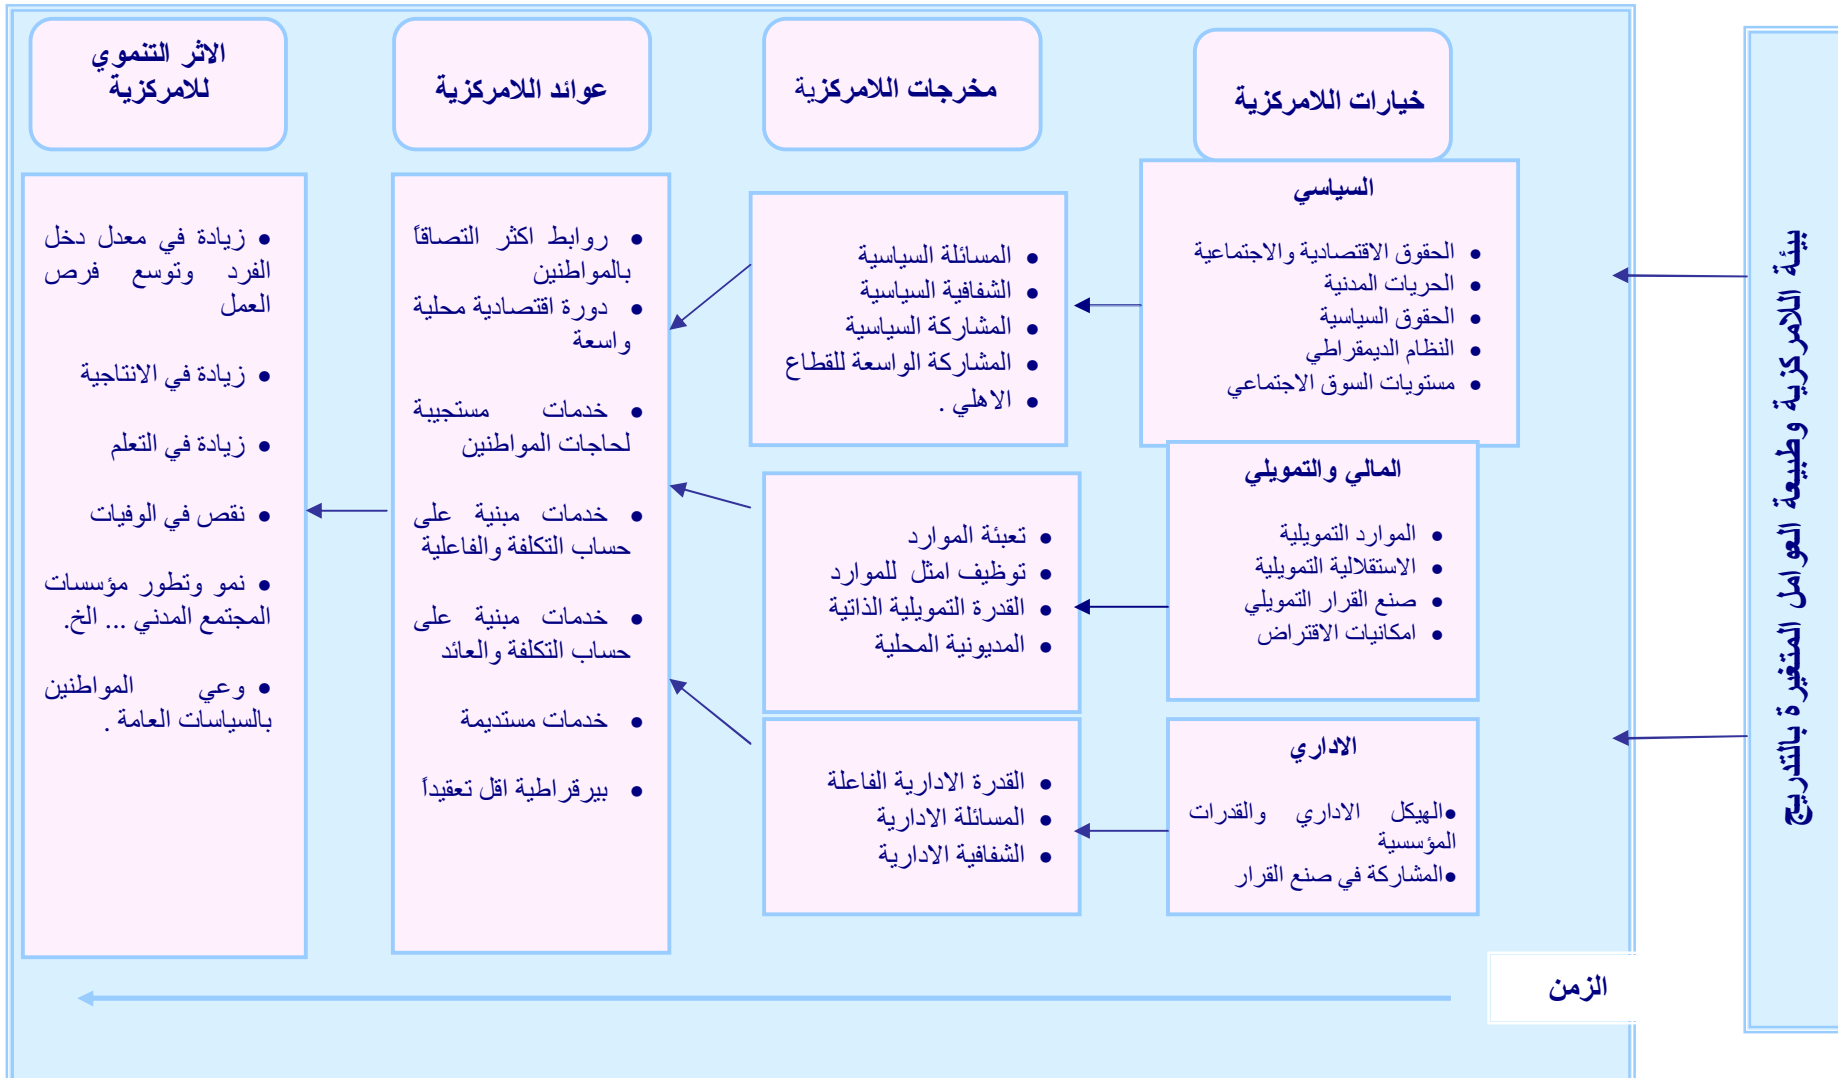 بيئة اللامركزية وطبيعة العوامل المتغيرة بالتدريج
خيارات اللامركزية
السياسي
• الحقوق الاقتصادية والاجتماعية
• الحريات المدنية
• الحقوق السياسية
• النظام الديمقراطي
• مستويات السوق الاجتماعي
المالي والتمويلي
• الموارد التمويلية
• الاستقلالية التمويلية
• صنع القرار التمويلي
• امكانيات الاقتراض
الاداري
•الهيكل الاداري والقدرات
المؤسسية
•المشاركة في صنع القرار
مخرجات اللامركزية
• المسائلة السياسية
• الشفافية السياسية
• المشاركة السياسية
• المشاركة الواسعة للقطاع
• الاهلي .
• تعبئة الموارد
• توظيف امثل للموارد
• القدرة التمويلية الذاتية
• المديونية المحلية
• القدرة الادارية الفاعلة
• المسائلة الادارية
• الشفافية الادارية
عوائد اللامركزية
• روابط اكثر التصاقاً
بالمواطنين
• دورة اقتصادية محلية
واسعة
• خدمات مستجيبة
لحاجات المواطنين
• خدمات مبنية على
حساب التكلفة والفاعلية
• خدمات مبنية على
حساب التكلفة والعائد
• خدمات مستديمة
• بيرقراطية اقل تعقيداً
الاثر التنموي
للامركزية
• زيادة في معدل دخل
الفرد وتوسع فرص
العمل
• زيادة في الانتاجية
• زيادة في التعلم
• نقص في الوفيات
• نمو وتطور مؤسسات
المجتمع المدني ... الخ.
• وعي المواطنين
بالسياسات العامة .
الزمن